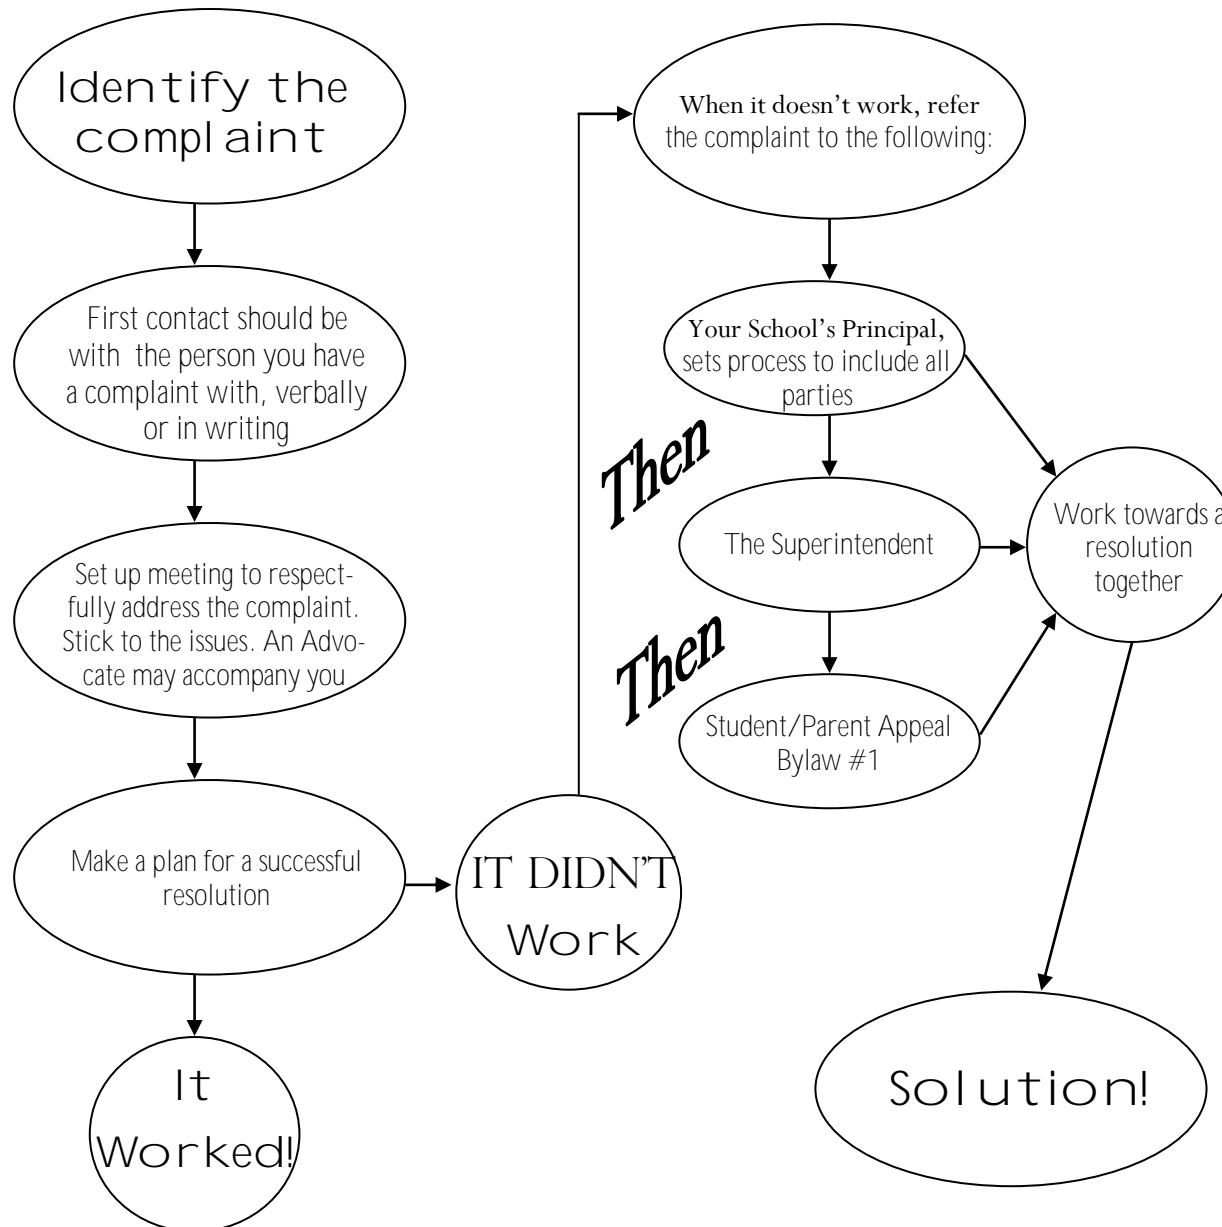 Identify the
complaint
First contact should be
with the person you have
a complaint with, verbally
or in writing
Set up meeting to respect-
fully address the complaint.
Stick to the issues. An Advo-
cate may accompany you
Make a plan for a successful
resolution
It
Worked!
IT DIDN'T
Work
When it doesn't work, refer
the complaint to the following:
Your School's Principal,
sets process to include all
parties
Then
The Superintendent
Then
Student/Parent Appeal
Bylaw #1
Work towards a
resolution
together
Solution!